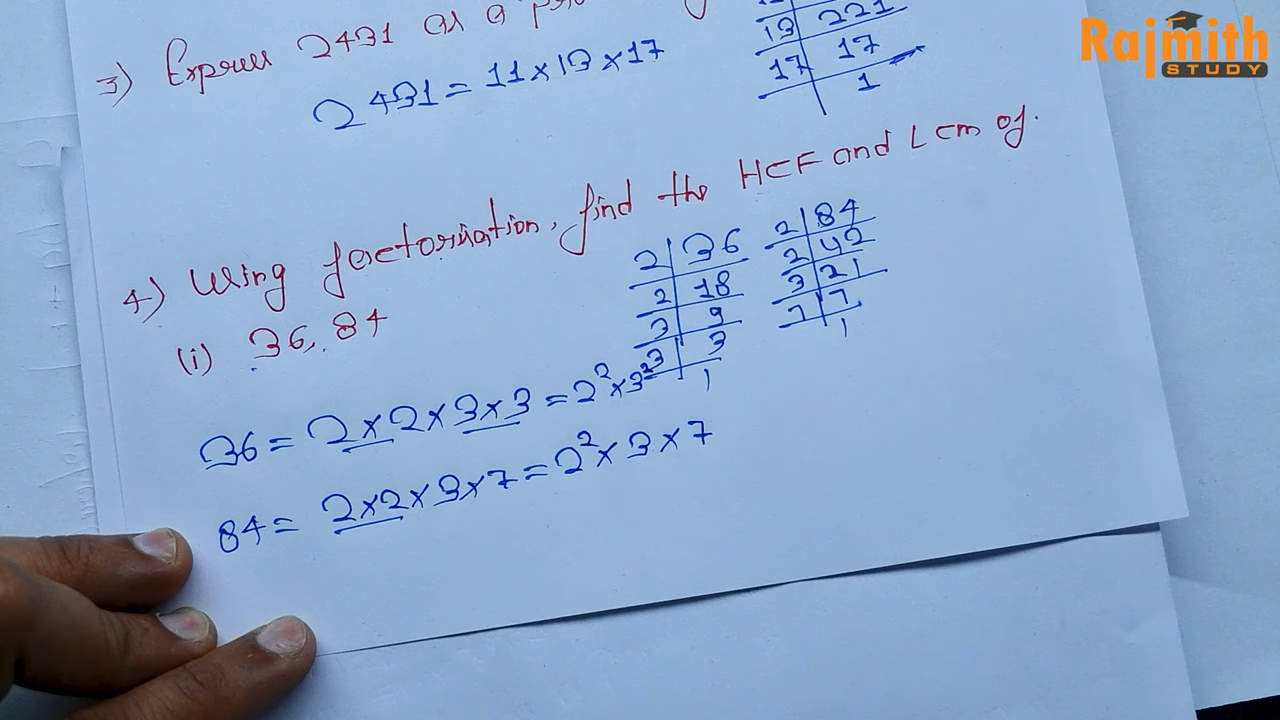 Rajmith
STUDY
3) Express 2431 as a
2431 = 11 × 13 × 17
13 | 221
17 | 17
1
4) Using factorisation, find the HCF and LCM of.
(i) 36, 84
2 | 36
2 | 18
3 | 9
3 | 3
1
2 | 84
2 | 42
3 | 21
7 | 7
1
36 = 2 × 2 × 3 × 3 = 2² × 3²
84 = 2 × 2 × 3 × 7 = 2² × 3 × 7